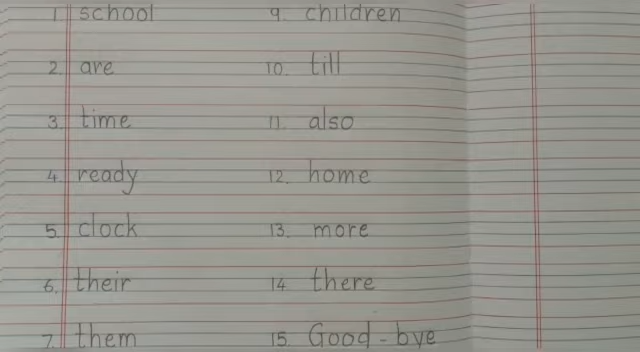 1. school 9. children
2. are 10. till
3. time 11. also
4. ready 12. home
5. clock 13. more
6. their 14 there
7. them 15. Good - bye